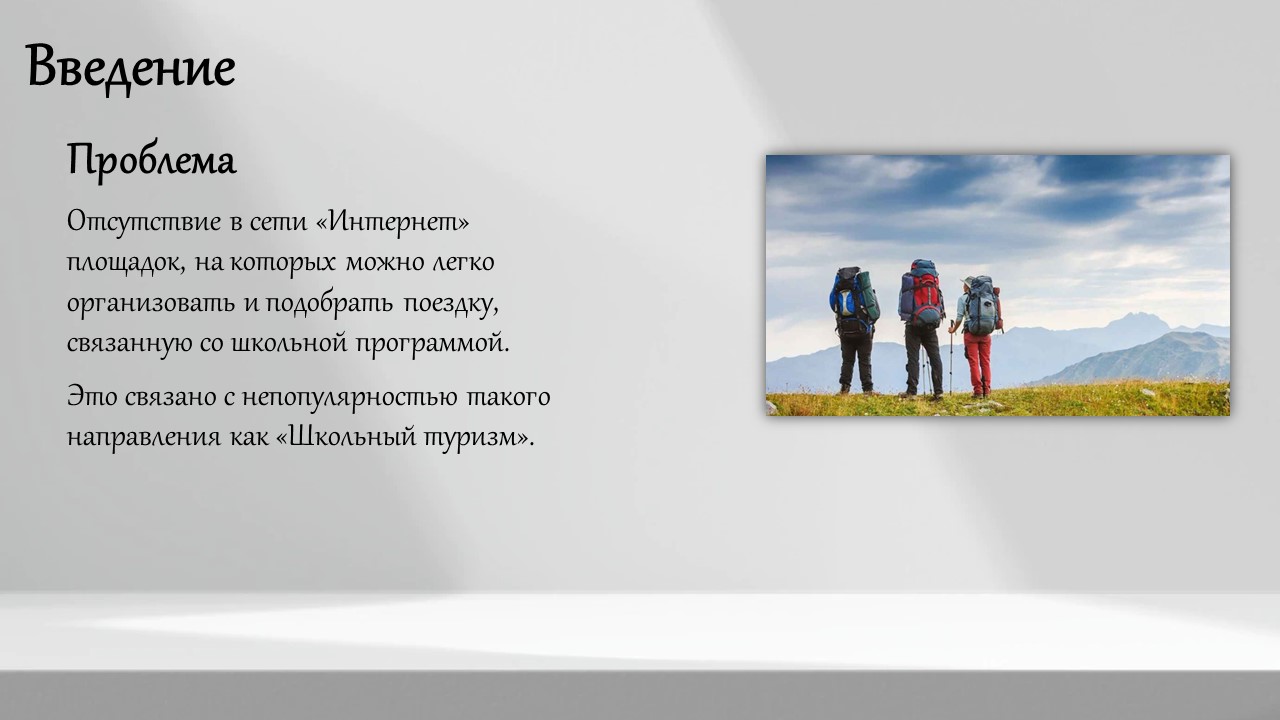 Введение
Проблема
Отсутствие в сети «Интернет»
площадок, на которых можно легко
организовать и подобрать поездку,
связанную со школьной программой.
Это связано с непопулярностью такого
направления как «Школьный туризм».